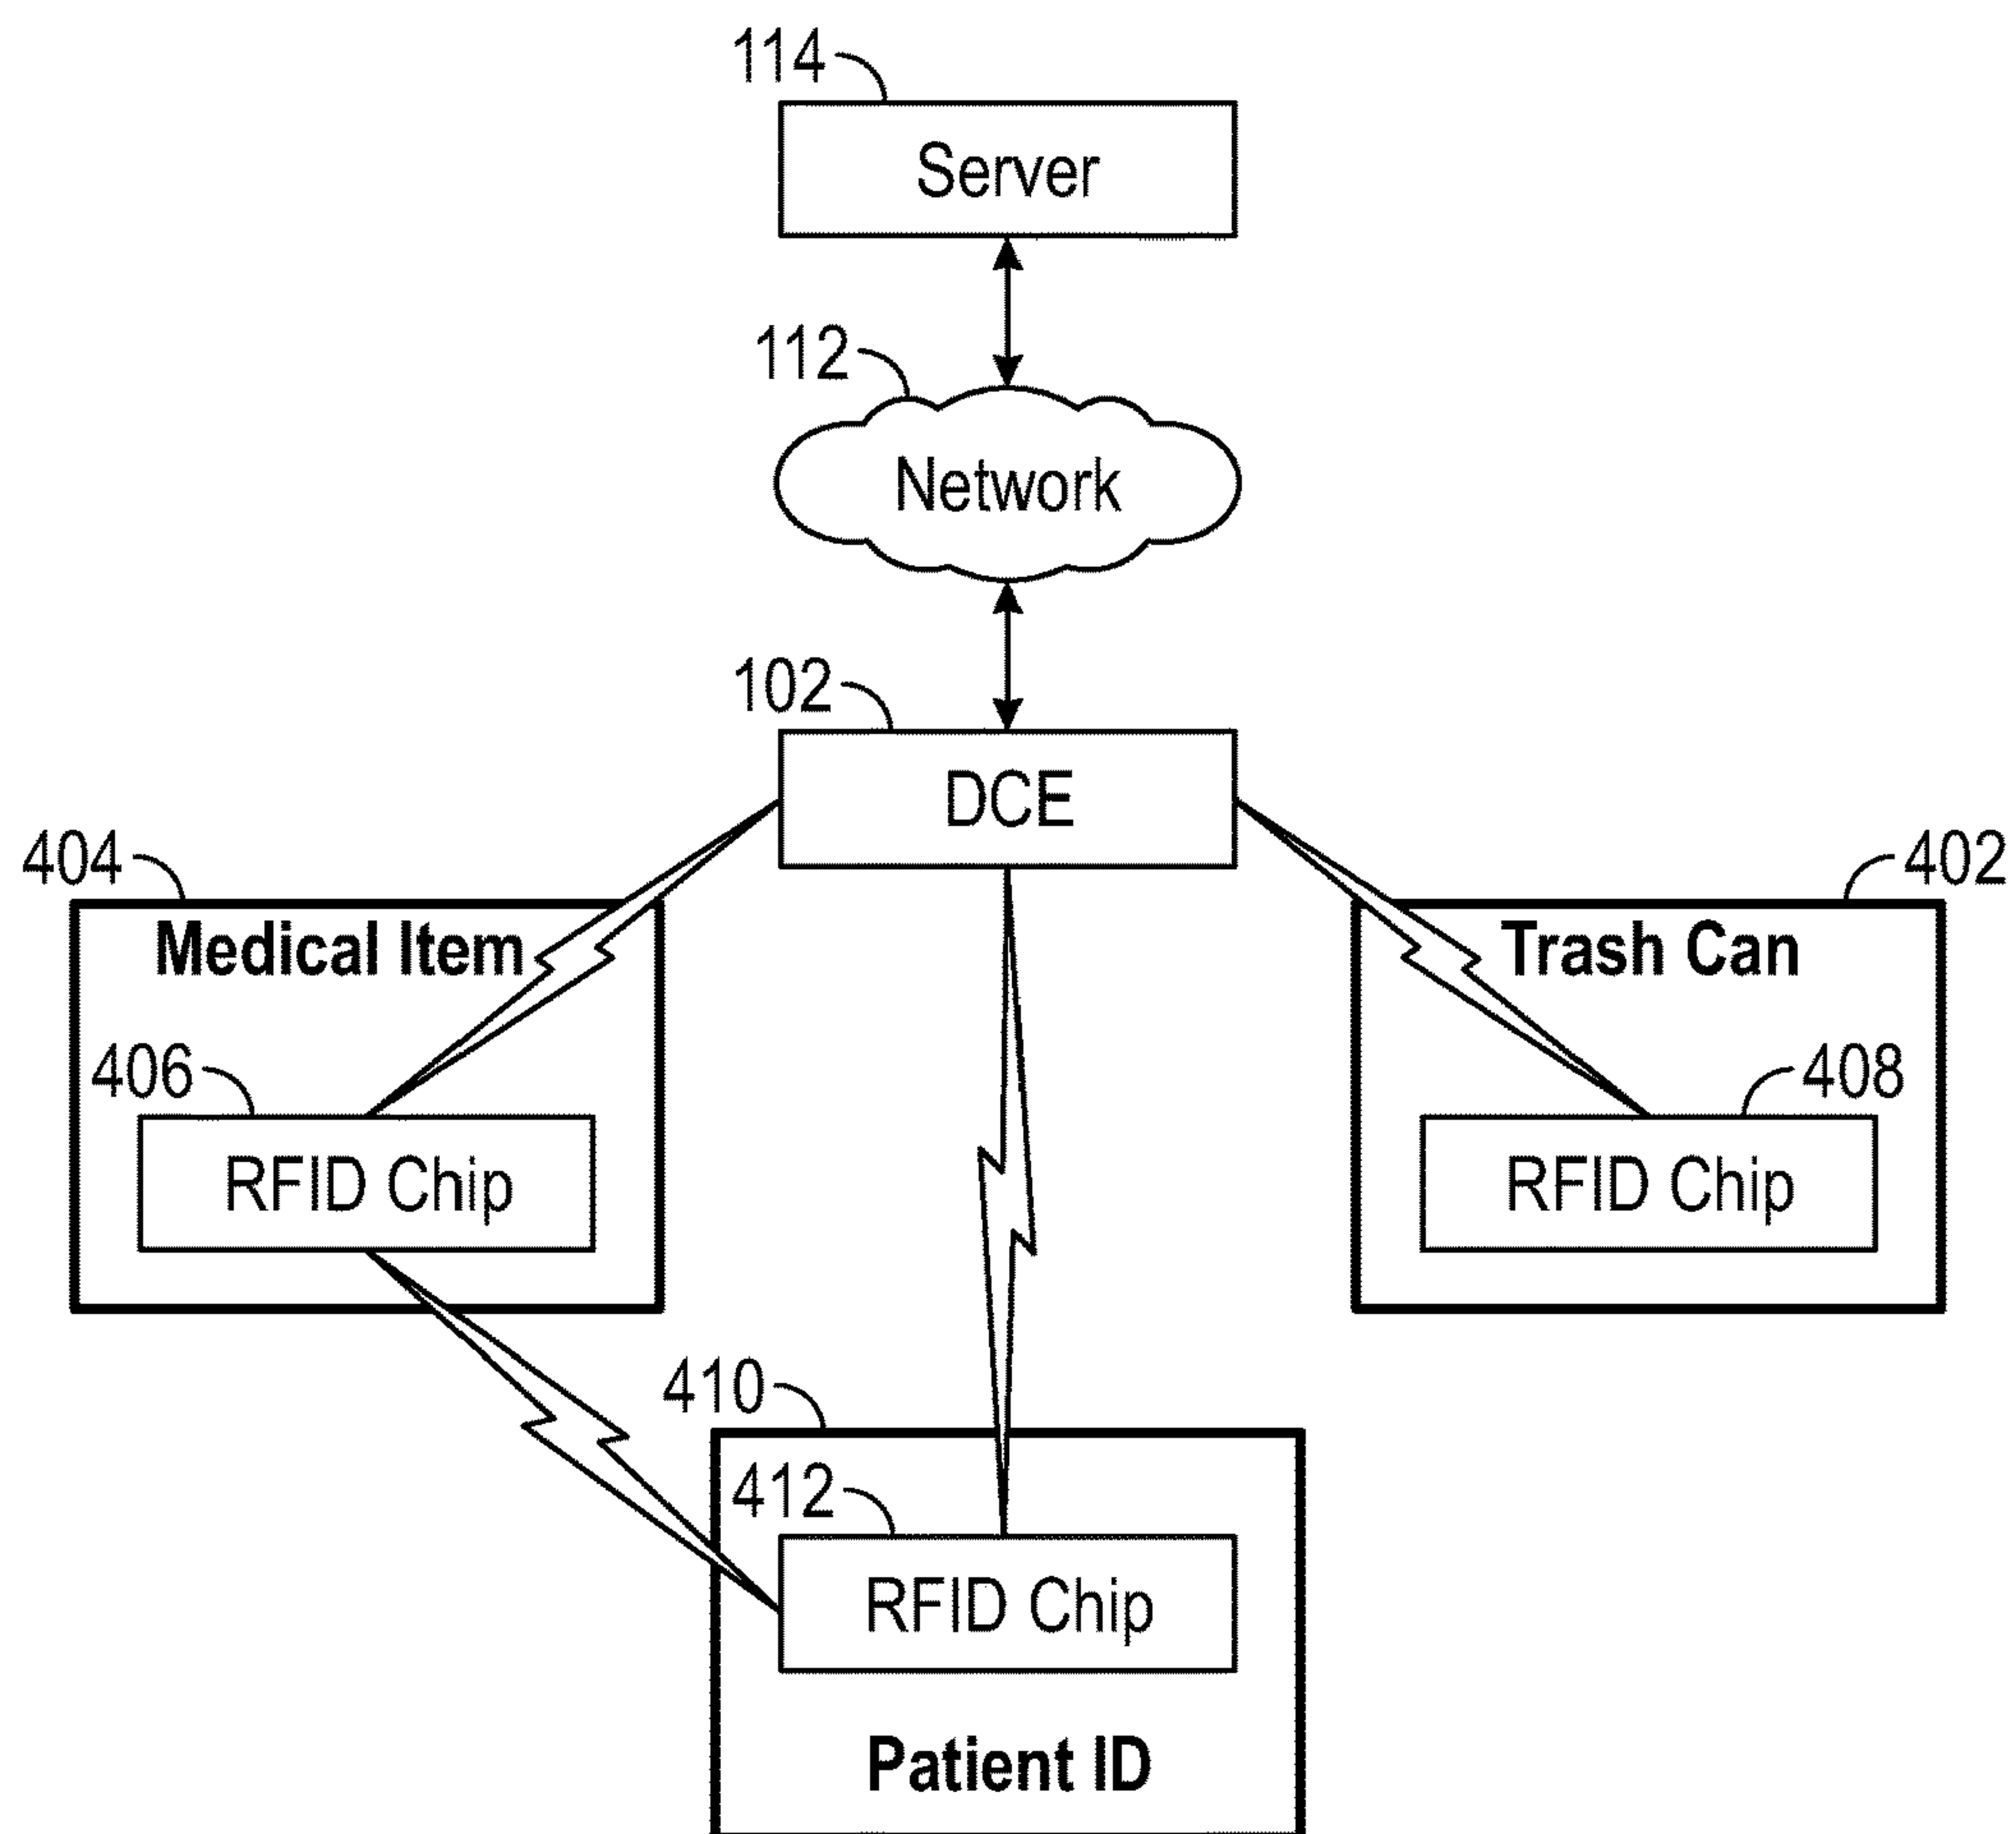 114
Server
112
Network
102
DCE
404
402
Medical Item
Trash Can
406
408
RFID Chip
RFID Chip
410
412
RFID Chip
Patient ID